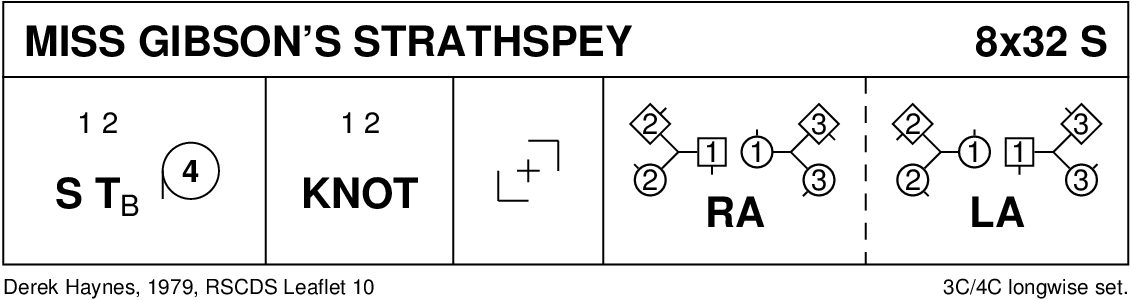 MISS GIBSON'S STRATHSPEY 8x32 S
1 2
S TB 4
1 2
KNOT
2 1 1 3
2 3
RA
2 1 1 3
2 3
LA
Derek Haynes, 1979, RSCDS Leaflet 10 3C/4C longwise set.